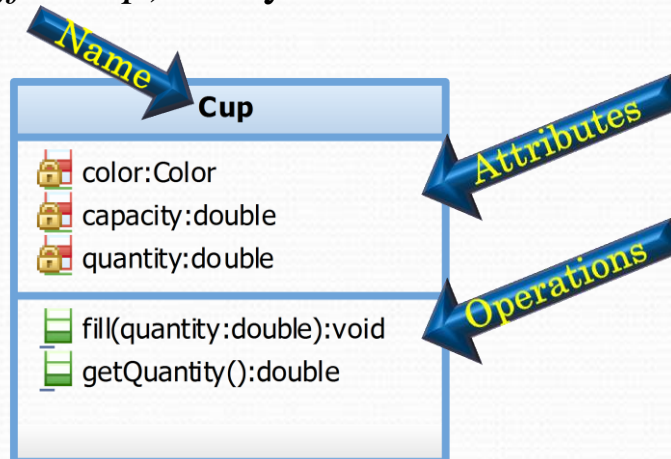 Name
Cup
Attributes
color:Color
capacity:double
quantity:double
Operations
fill(quantity:double):void
getQuantity():double